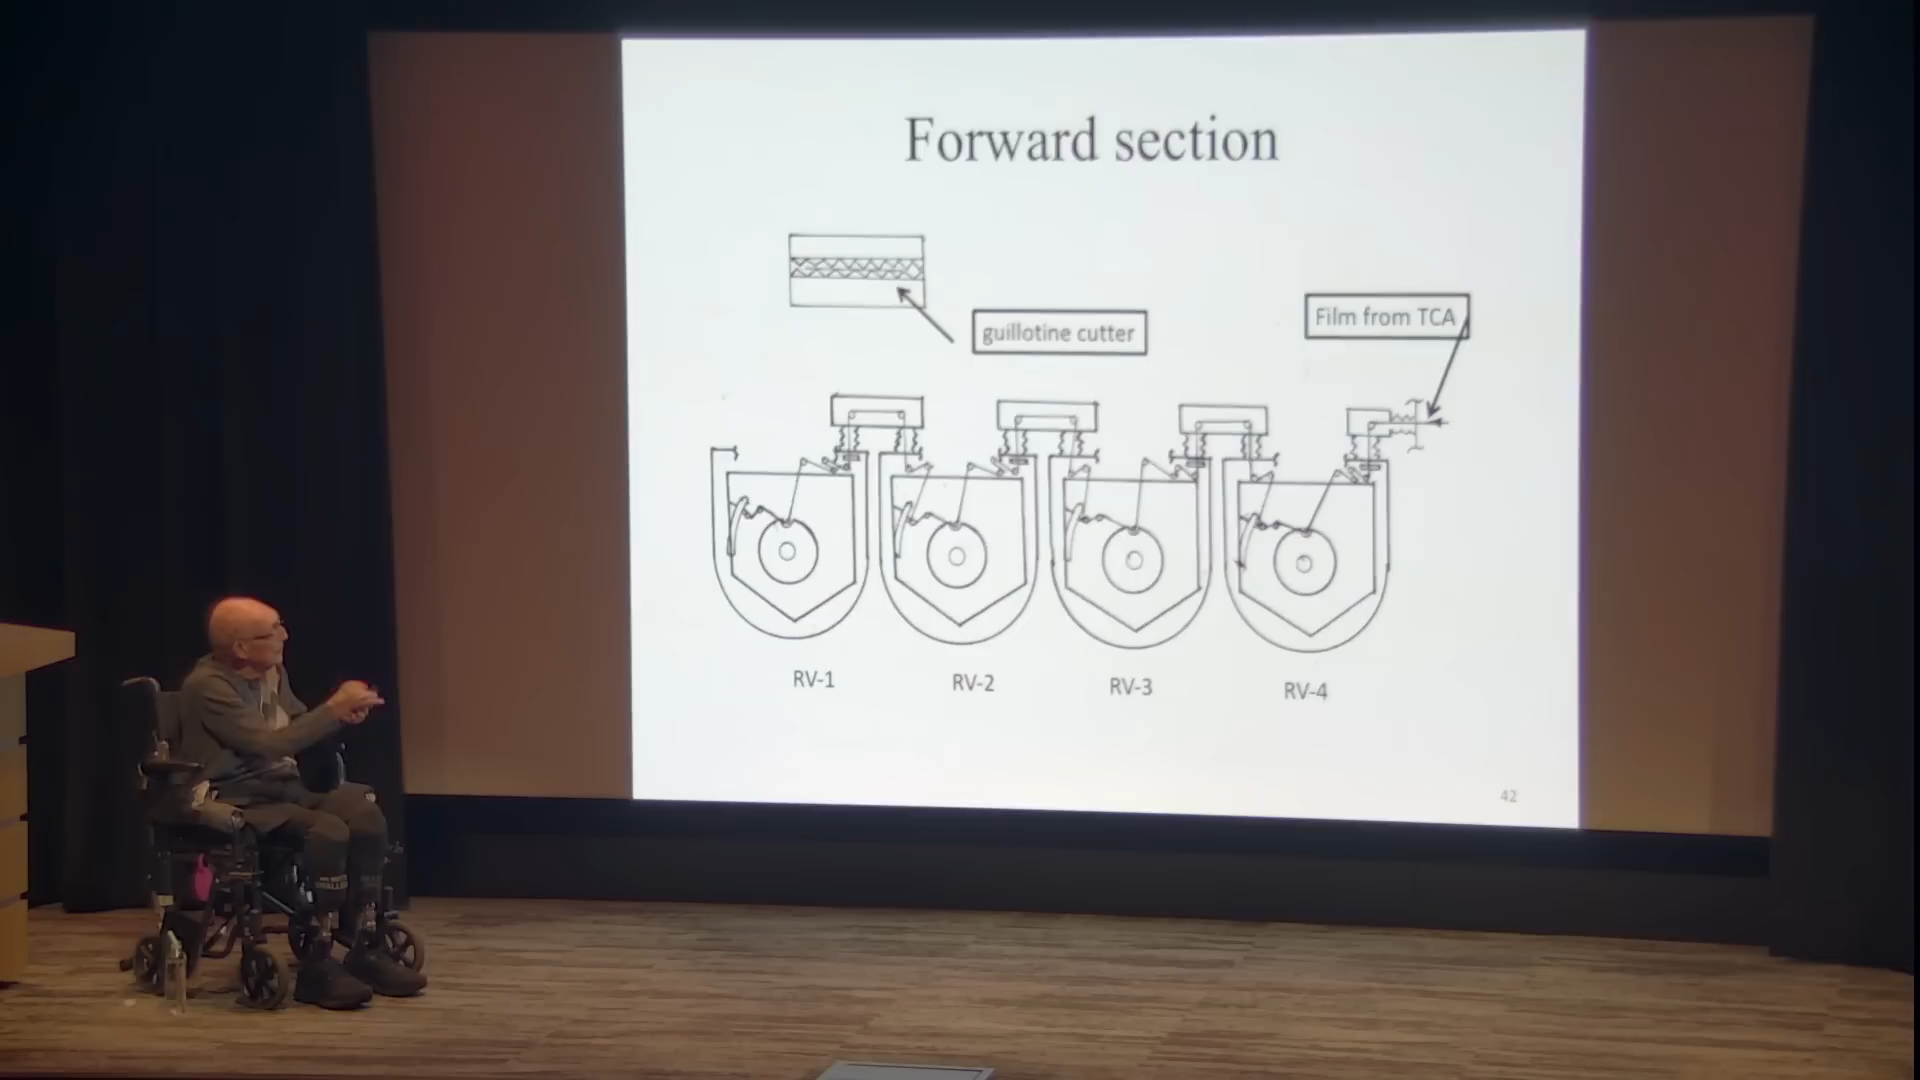 Forward section
guillotine cutter
Film from TCA
RV-1
RV-2
RV-3
RV-4
42